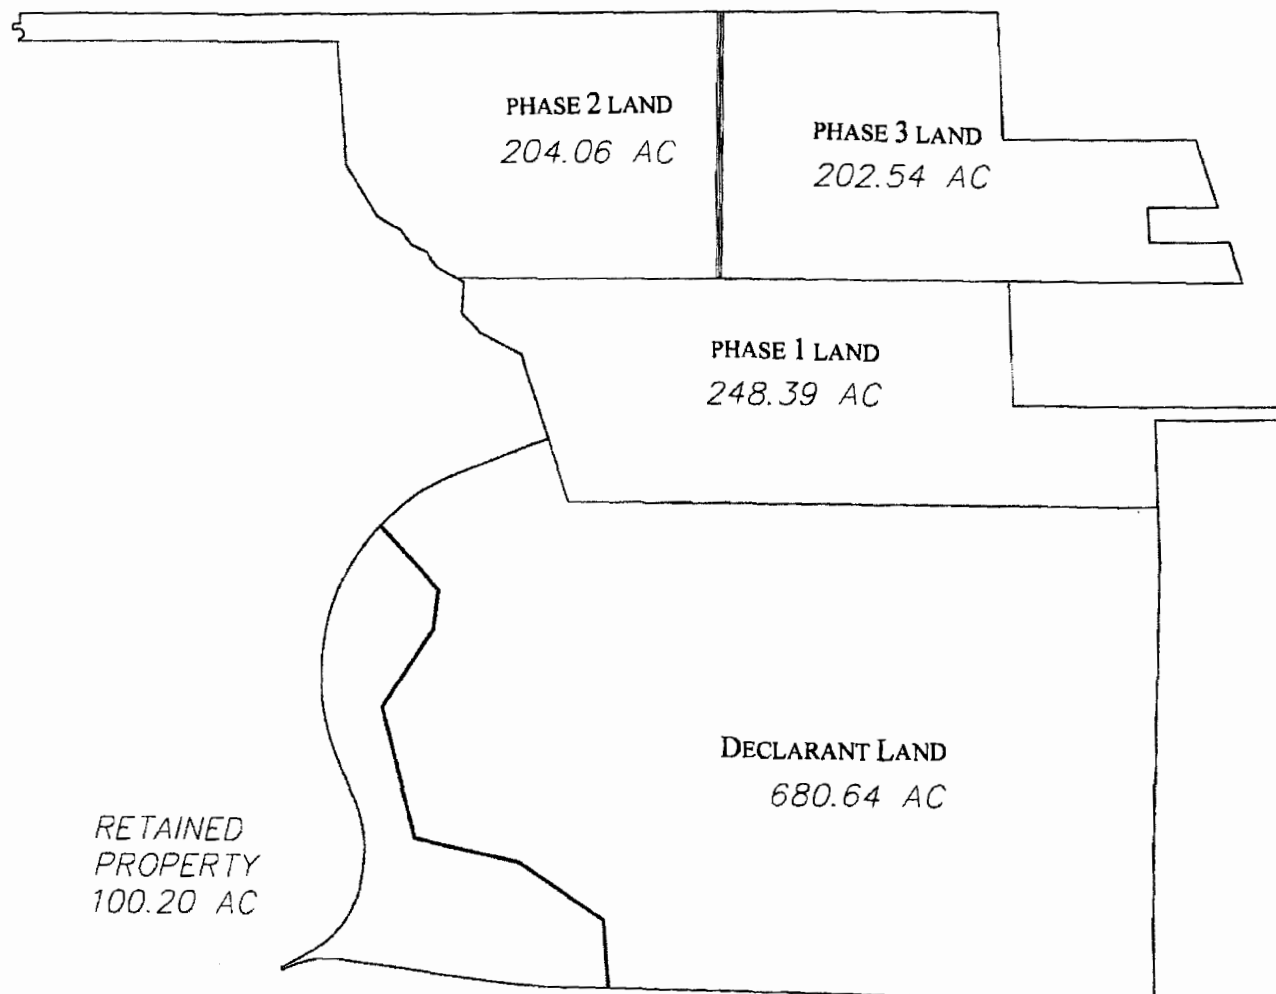 PHASE 2 LAND
204.06 AC
PHASE 3 LAND
202.54 AC
PHASE 1 LAND
248.39 AC
DECLARANT LAND
680.64 AC
RETAINED
PROPERTY
100.20 AC